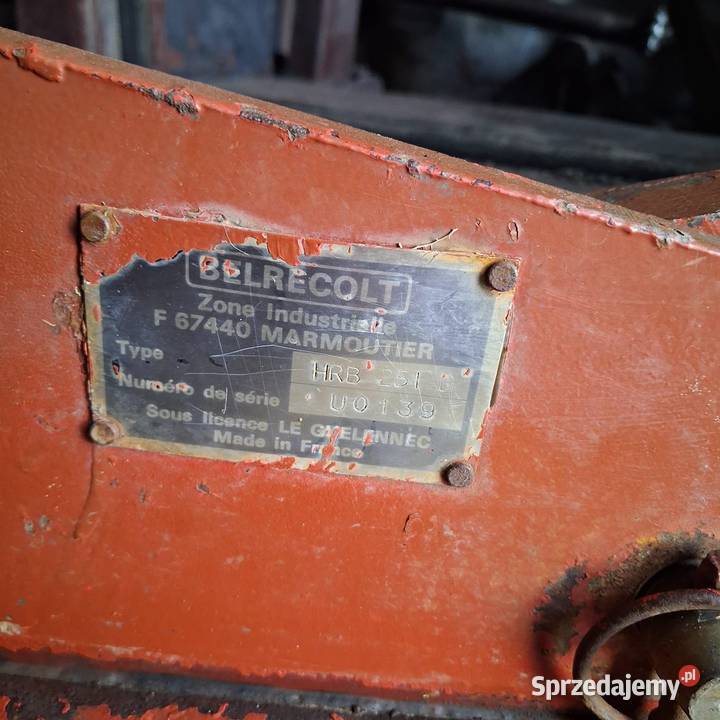 BELRECOLT
Zone Industrielle
F 67440 MARMOUTIER
Type HRB 251
Numéro de série U0139
Sous licence LE GUELENNEC
Made in France
Sprzedajemy.pl